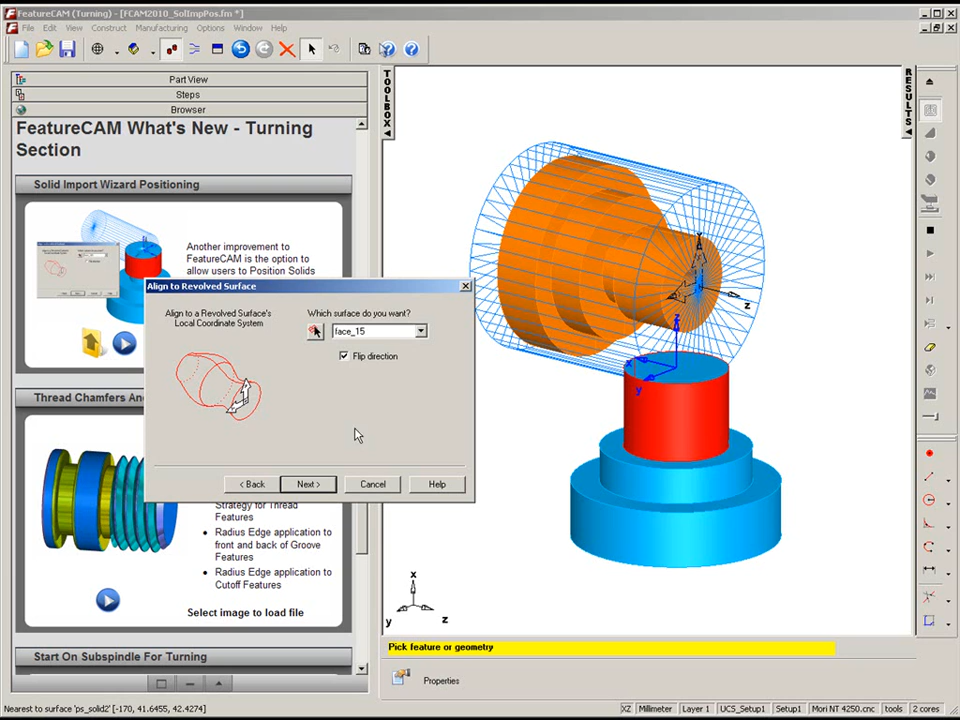 FeatureCAM (Turning) - [FCAM2010_SolImpPos.fm *]
File Edit View Construct Manufacturing Options Window Help
Part View
Steps
Browser
FeatureCAM What's New - Turning
Section
Solid Import Wizard Positioning
Another improvement to
FeatureCAM is the option to
allow users to Position Solids
Align to Revolved Surface
Align to a Revolved Surface's
Local Coordinate System
Which surface do you want?
face_15
Flip direction
< Back
Next >
Cancel
Help
Thread Chamfers An
Strategy for Thread
Features
Radius Edge application to
front and back of Groove
Features
Radius Edge application to
Cutoff Features
Select image to load file
Start On Subspindle For Turning
TOOLBOX
RESULTS
x
z
z
x
y
x
y
z
Pick feature or geometry
Properties
Nearest to surface 'ps_solid2' [-170, 41.6455, 42.4274]
XZ Millimeter Layer 1 UCS_Setup1 Setup1 Mori NT 4250.cnc tools 2 cores